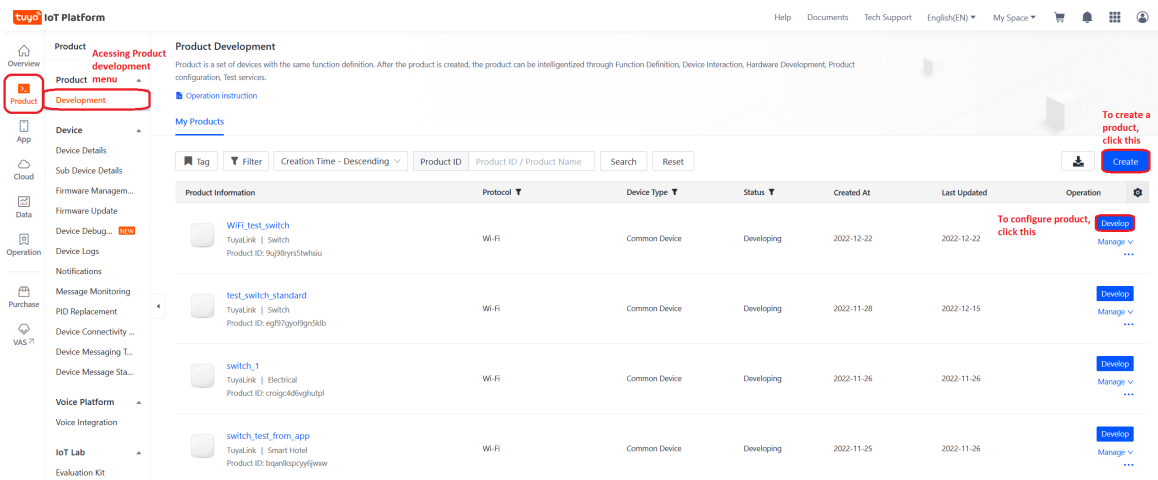 tuya IoT Platform
Help Documents Tech Support English(EN) My Space
Overview
Product
App
Cloud
Data
Operation
Purchase
VAS
Product
Acessing Product
development
menu
Product
Development
Device
Device Details
Sub Device Details
Firmware Managem...
Firmware Update
Device Debug... NEW
Device Logs
Notifications
Message Monitoring
PID Replacement
Device Connectivity ...
Device Messaging T...
Device Message Sta...
Voice Platform
Voice Integration
IoT Lab
Evaluation Kit
Product Development
Product is a set of devices with the same function definition. After the product is created, the product can be intelligentized through Function Definition, Device Interaction, Hardware Development, Product
configuration, Test services.
Operation instruction
My Products
To create a
product,
click this
Tag Filter Creation Time - Descending Product ID Product ID / Product Name Search Reset Create
Product Information Protocol Device Type Status Created At Last Updated Operation
WiFi_test_switch
TuyaLink | Switch
Product ID: 9uj98ryrs5twhsiu
Wi-Fi Common Device Developing 2022-12-22 2022-12-22
To configure product,
click this
Develop
Manage
test_switch_standard
TuyaLink | Switch
Product ID: egf97gyol9gn5klb
Wi-Fi Common Device Developing 2022-11-28 2022-12-15
Develop
Manage
switch_1
TuyaLink | Electrical
Product ID: croigc4d6vghutpl
Wi-Fi Common Device Developing 2022-11-26 2022-11-26
Develop
Manage
switch_test_from_app
TuyaLink | Smart Hotel
Product ID: bqanlkspcyy6jwxw
Wi-Fi Common Device Developing 2022-11-25 2022-11-26
Develop
Manage